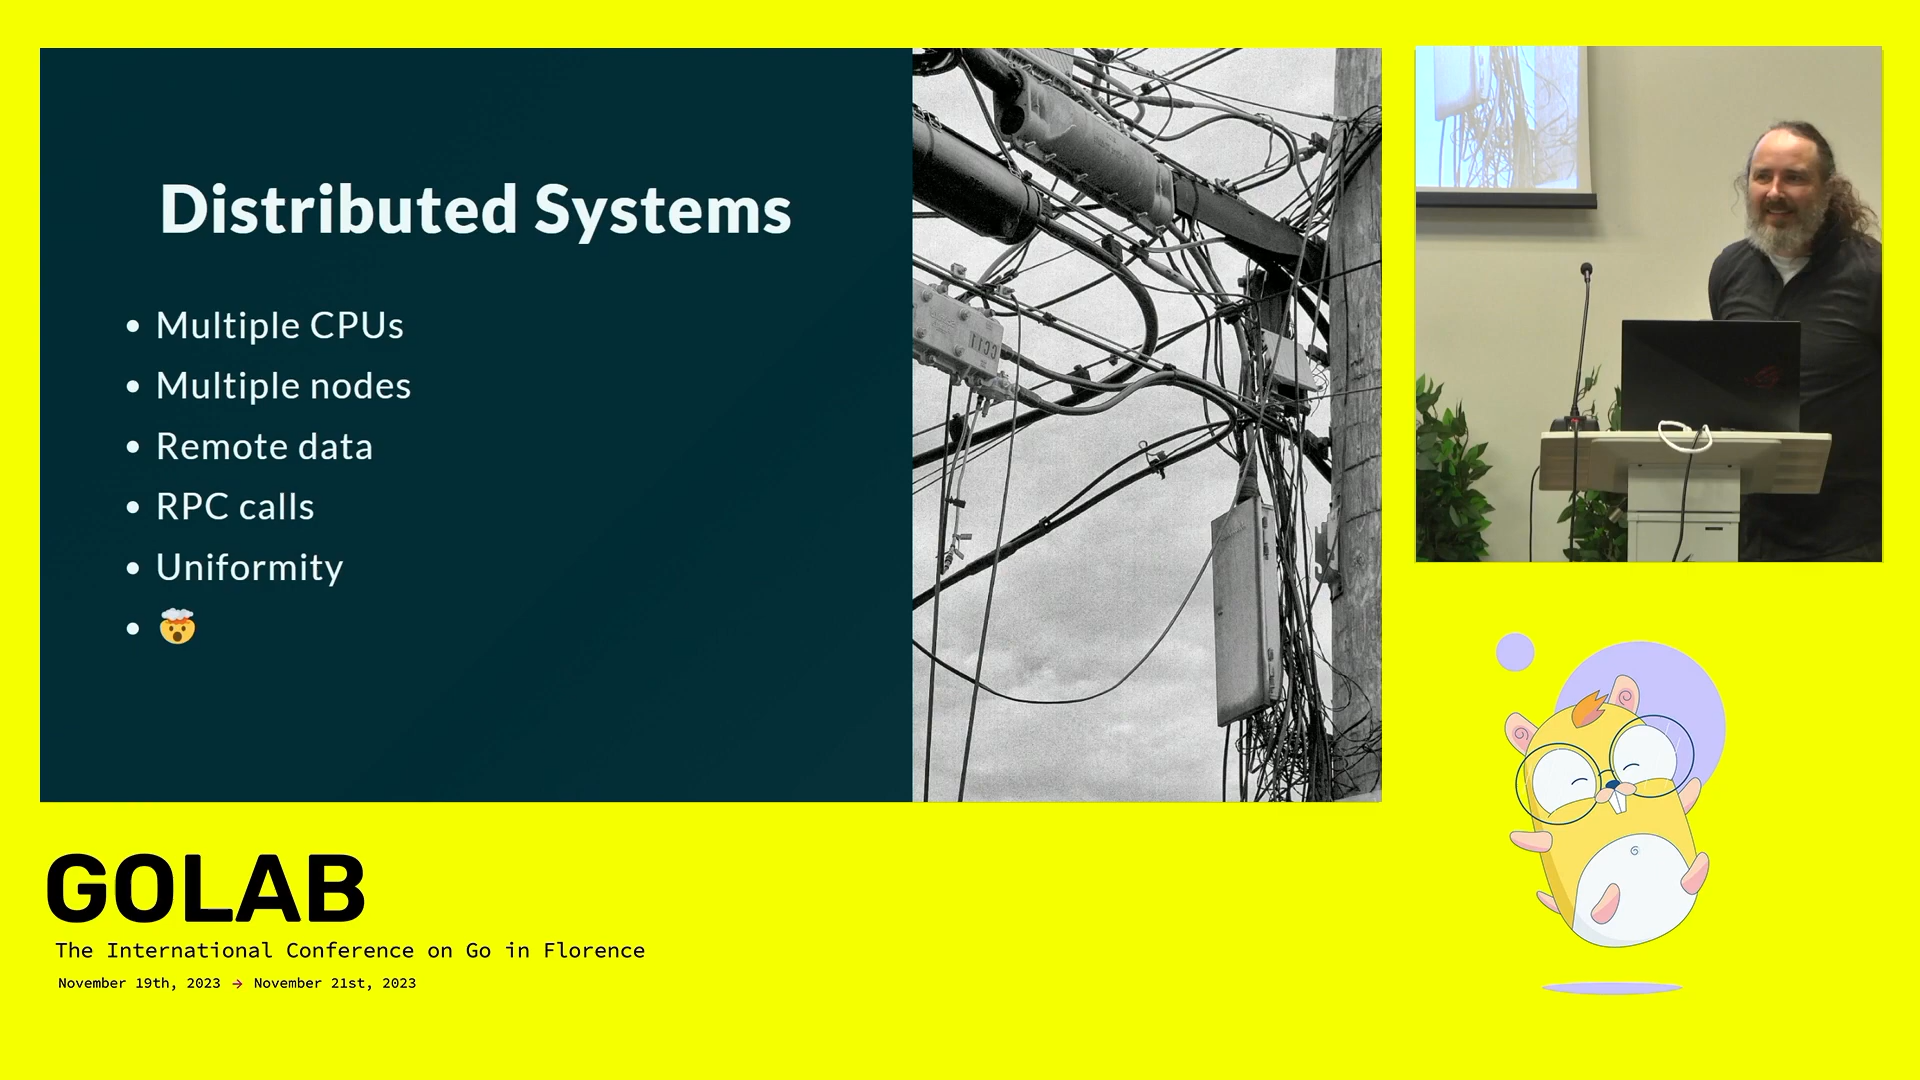 Distributed Systems
• Multiple CPUs
• Multiple nodes
• Remote data
• RPC calls
• Uniformity
• 🤯
GOLAB
The International Conference on Go in Florence
November 19th, 2023 → November 21st, 2023